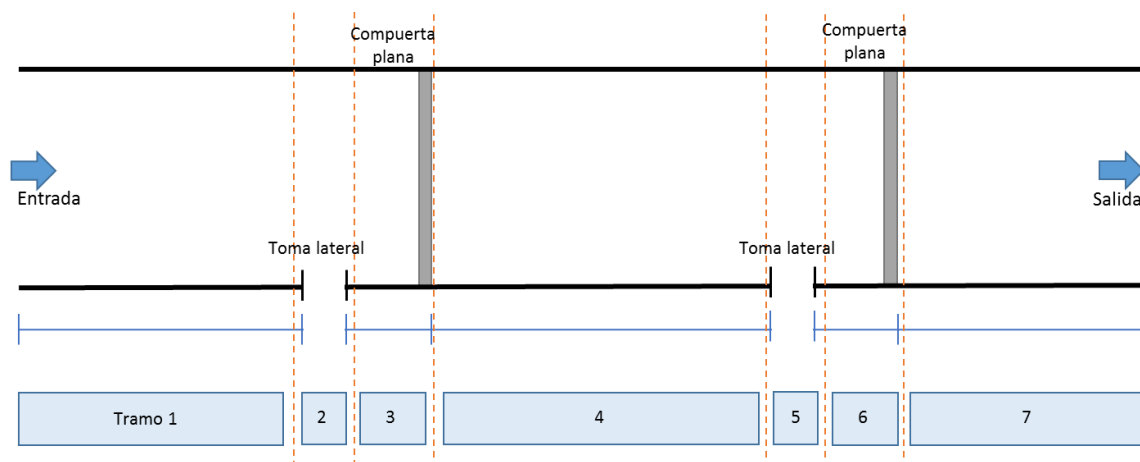 Compuerta
plana
Compuerta
plana
Entrada
Salida
Toma lateral
Toma lateral
Tramo 1
2
3
4
5
6
7